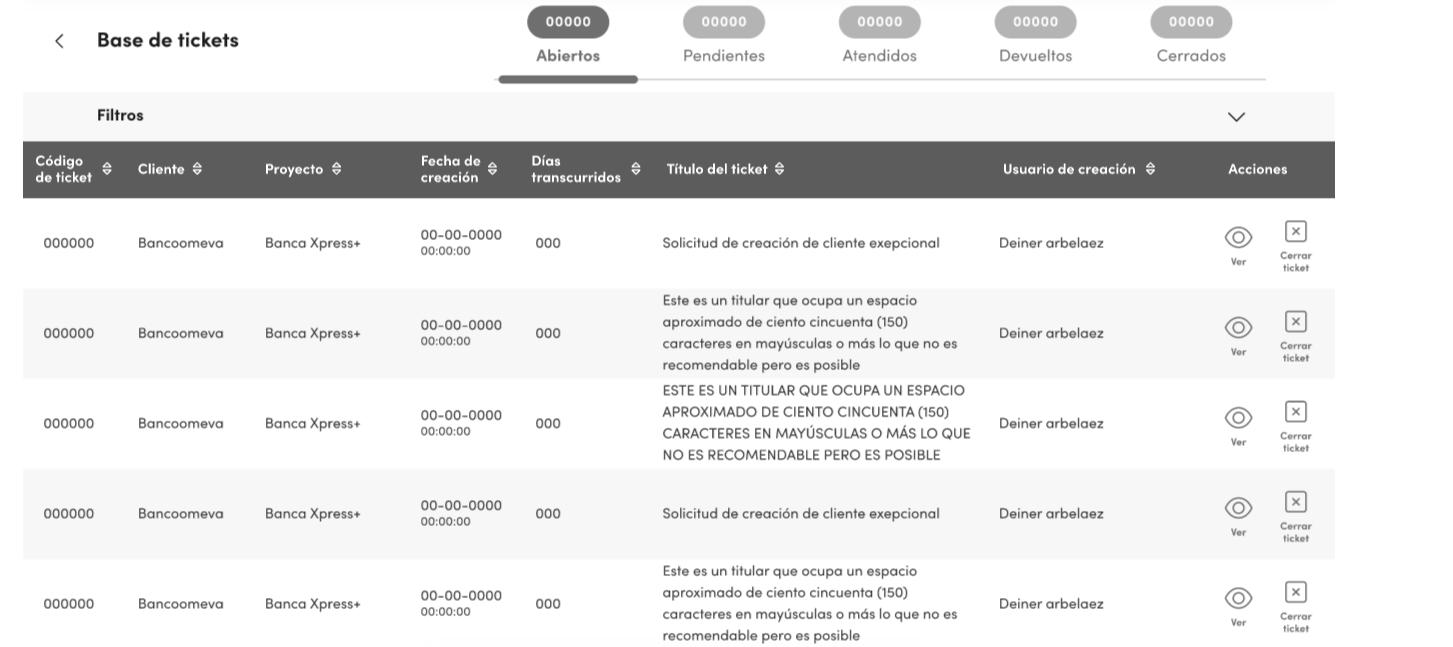 Base de tickets
00000 00000 00000 00000 00000
Abiertos Pendientes Atendidos Devueltos Cerrados
Filtros
Código de ticket Cliente Proyecto Fecha de creación Días transcurridos Título del ticket Usuario de creación Acciones
000000 Bancoomeva Banca Xpress+ 00-00-0000 00:00:00 000 Solicitud de creación de cliente exepcional Deiner arbelaez Ver Cerrar ticket
000000 Bancoomeva Banca Xpress+ 00-00-0000 00:00:00 000 Este es un titular que ocupa un espacio
aproximado de ciento cincuenta (150)
caracteres en mayúsculas o más lo que no es
recomendable pero es posible Deiner arbelaez Ver Cerrar ticket
000000 Bancoomeva Banca Xpress+ 00-00-0000 00:00:00 000 ESTE ES UN TITULAR QUE OCUPA UN ESPACIO
APROXIMADO DE CIENTO CINCUENTA (150)
CARACTERES EN MAYÚSCULAS O MÁS LO QUE
NO ES RECOMENDABLE PERO ES POSIBLE Deiner arbelaez Ver Cerrar ticket
000000 Bancoomeva Banca Xpress+ 00-00-0000 00:00:00 000 Solicitud de creación de cliente exepcional Deiner arbelaez Ver Cerrar ticket
000000 Bancoomeva Banca Xpress+ 00-00-0000 00:00:00 000 Este es un titular que ocupa un espacio
aproximado de ciento cincuenta (150)
caracteres en mayúsculas o más lo que no es
recomendable pero es posible Deiner arbelaez Ver Cerrar ticket